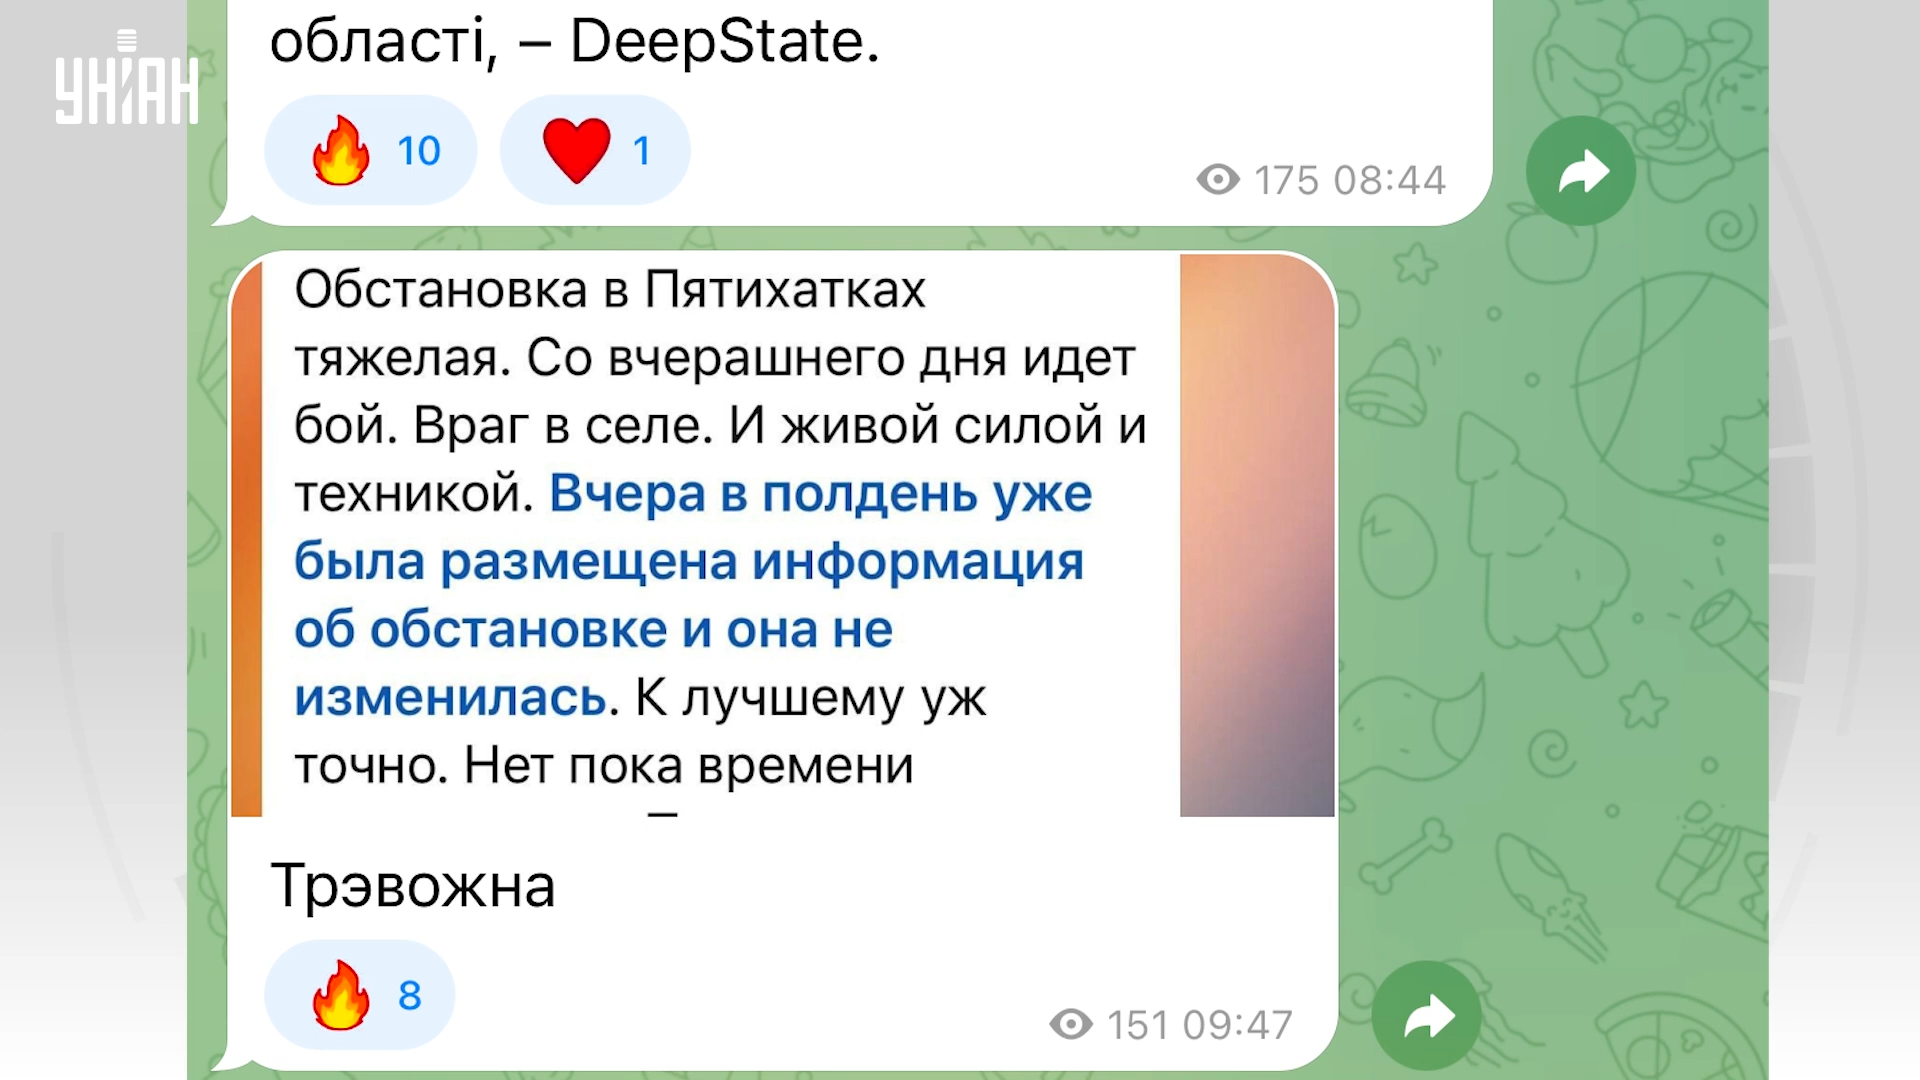 УНІАН
області, – DeepState.
10
1
175 08:44
Обстановка в Пятихатках
тяжелая. Со вчерашнего дня идет
бой. Враг в селе. И живой силой и
техникой. Вчера в полдень уже
была размещена информация
об обстановке и она не
изменилась. К лучшему уж
точно. Нет пока времени
Трэвожна
8
151 09:47